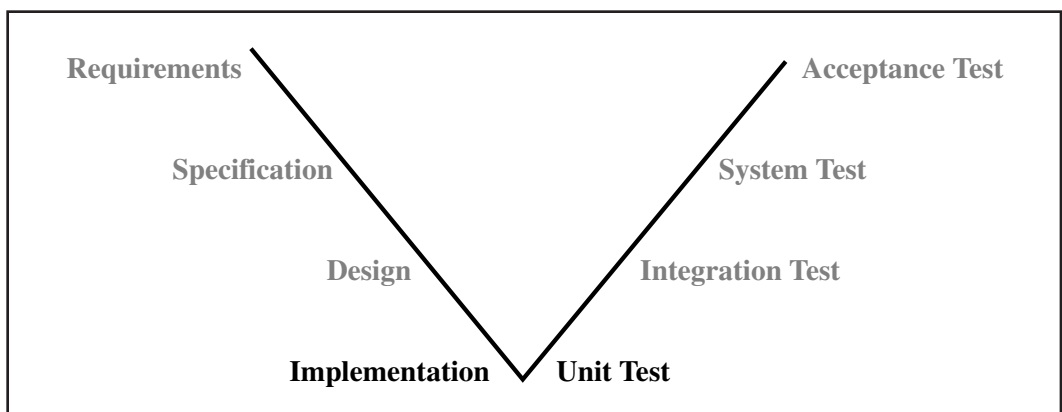 Requirements
Acceptance Test
Specification
System Test
Design
Integration Test
Implementation
Unit Test